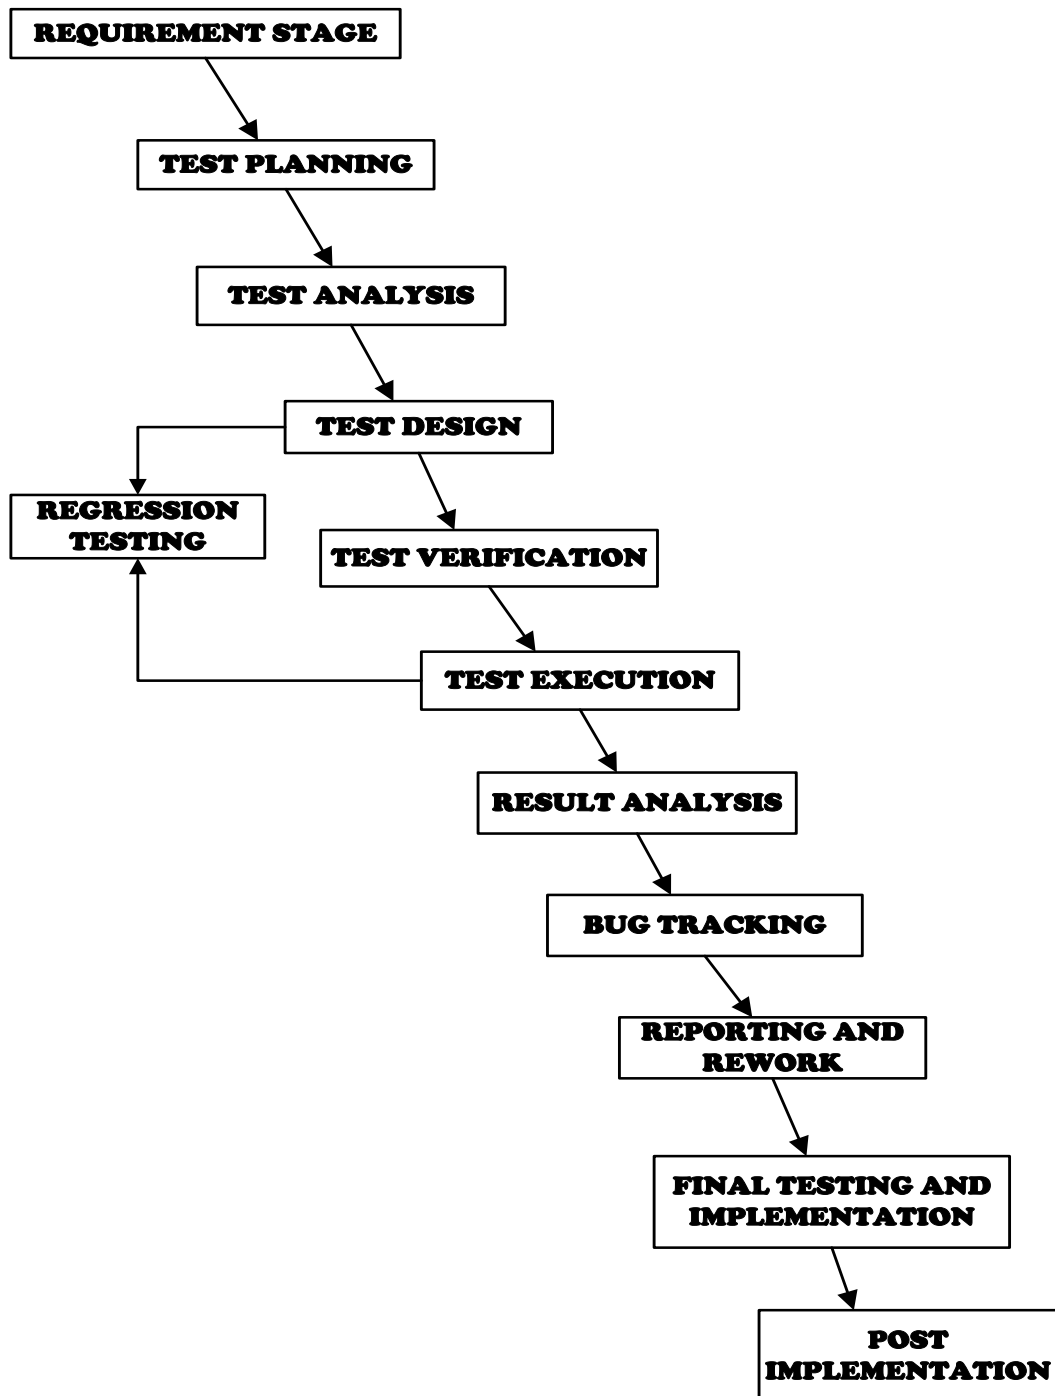 REQUIREMENT STAGE
TEST PLANNING
TEST ANALYSIS
TEST DESIGN
REGRESSION
TESTING
TEST VERIFICATION
TEST EXECUTION
RESULT ANALYSIS
BUG TRACKING
REPORTING AND
REWORK
FINAL TESTING AND
IMPLEMENTATION
POST
IMPLEMENTATION